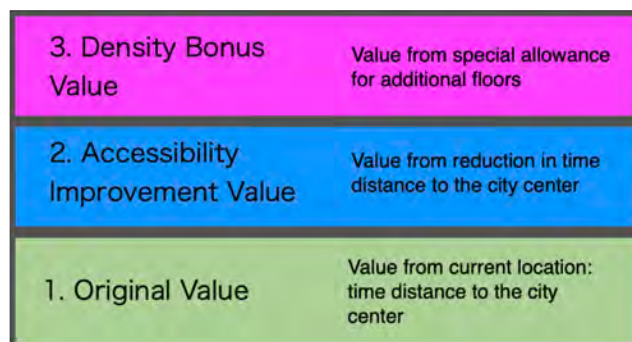 3. Density Bonus
Value
Value from special allowance
for additional floors
2. Accessibility
Improvement Value
Value from reduction in time
distance to the city center
1. Original Value
Value from current location:
time distance to the city
center